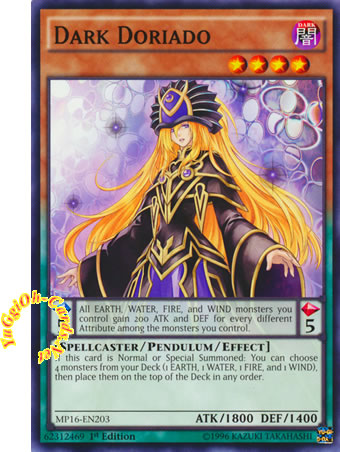 DARK DORIADO
DARK
闇
All EARTH, WATER, FIRE, and WIND monsters you
control gain 200 ATK and DEF for every different
Attribute among the monsters you control.
5
[SPELLCASTER/PENDULUM/EFFECT]
If this card is Normal or Special Summoned: You can choose
4 monsters from your Deck (1 EARTH, 1 WATER, 1 FIRE, and 1 WIND),
then place them on the top of the Deck in any order.
MP16-EN203
ATK/1800 DEF/1400
62312469 1st Edition
©1996 KAZUKI TAKAHASHI
YuGgiOh-Cards.net